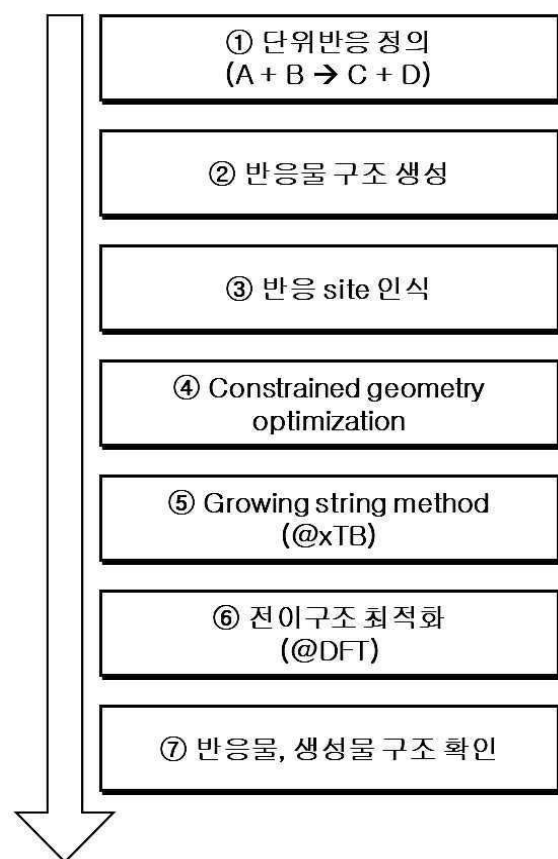 ① 단위반응 정의
(A + B → C + D)
② 반응물 구조 생성
③ 반응 site 인식
④ Constrained geometry
optimization
⑤ Growing string method
(@xTB)
⑥ 전이구조 최적화
(@DFT)
⑦ 반응물, 생성물 구조 확인